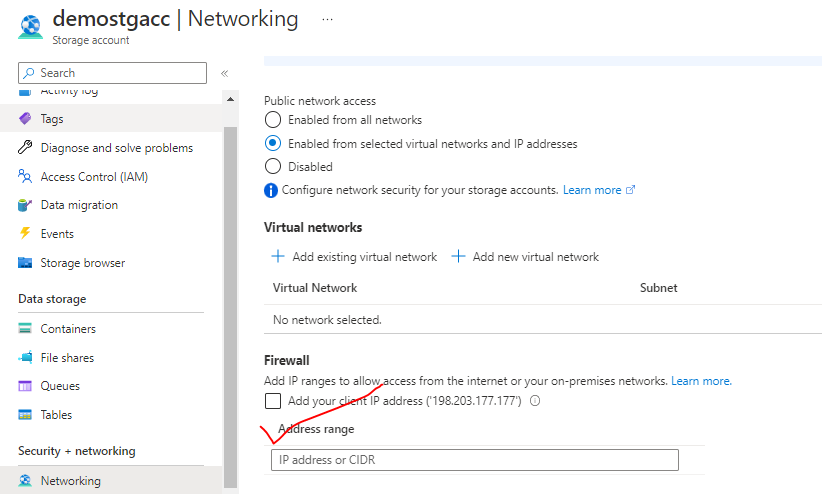 demostgacc | Networking ...
Storage account
Search
«
Activity log
Tags
Diagnose and solve problems
Access Control (IAM)
Data migration
Events
Storage browser
Data storage
Containers
File shares
Queues
Tables
Security + networking
Networking
Public network access
Enabled from all networks
Enabled from selected virtual networks and IP addresses
Disabled
Configure network security for your storage accounts. Learn more
Virtual networks
Add existing virtual network Add new virtual network
Virtual Network Subnet
No network selected.
Firewall
Add IP ranges to allow access from the internet or your on-premises networks. Learn more.
Add your client IP address ('198.203.177.177')
Address range
IP address or CIDR